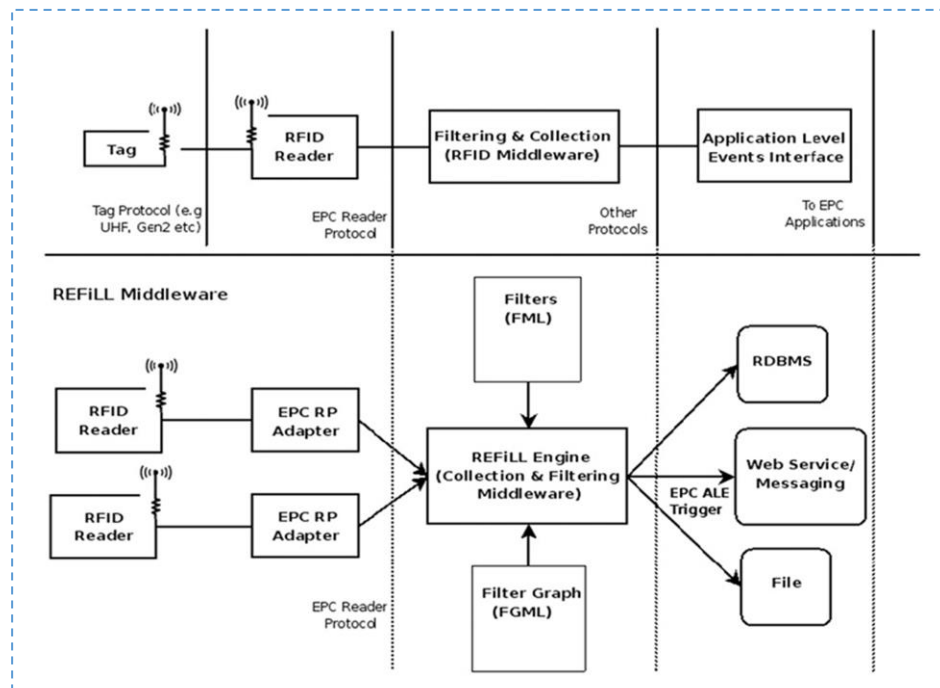 Tag
RFID
Reader
Filtering & Collection
(RFID Middleware)
Application Level
Events Interface
Tag Protocol (e.g
UHF, Gen2 etc)
EPC Reader
Protocol
Other
Protocols
To EPC
Applications
REFiLL Middleware
Filters
(FML)
RDBMS
RFID
Reader
EPC RP
Adapter
REFiLL Engine
(Collection & Filtering
Middleware)
Web Service/
Messaging
EPC ALE
Trigger
RFID
Reader
EPC RP
Adapter
File
Filter Graph
(FGML)
EPC Reader
Protocol